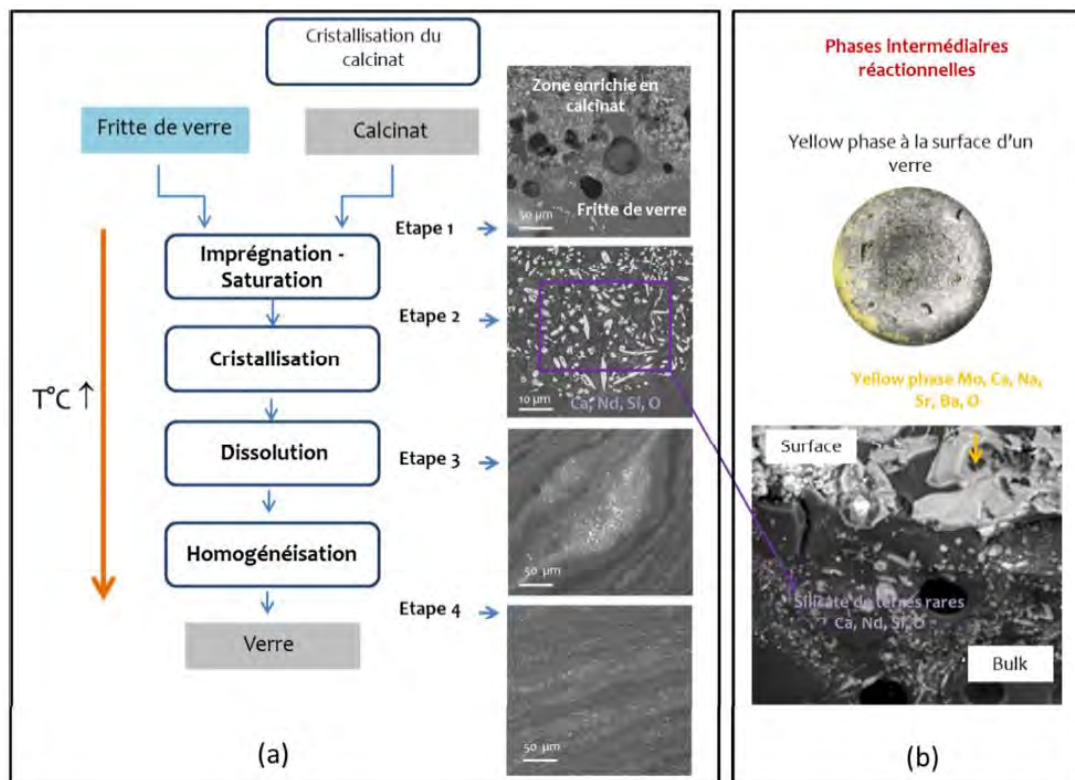 Cristallisation du
calcinat
Fritte de verre
Calcinat
Imprégnation -
Saturation
Cristallisation
Dissolution
Homogénéisation
Verre
T°C ↑
Etape 1
Etape 2
Etape 3
Etape 4
Zone enrichie en
calcinat
Fritte de verre
50 µm
Ca, Nd, Si, O
10 µm
50 µm
50 µm
(a)
Phases intermédiaires
réactionnelles
Yellow phase à la surface d'un
verre
Yellow phase Mo, Ca, Na,
Sr, Ba, O
Surface
Silicate de terres rares
Ca, Nd, Si, O
Bulk
(b)